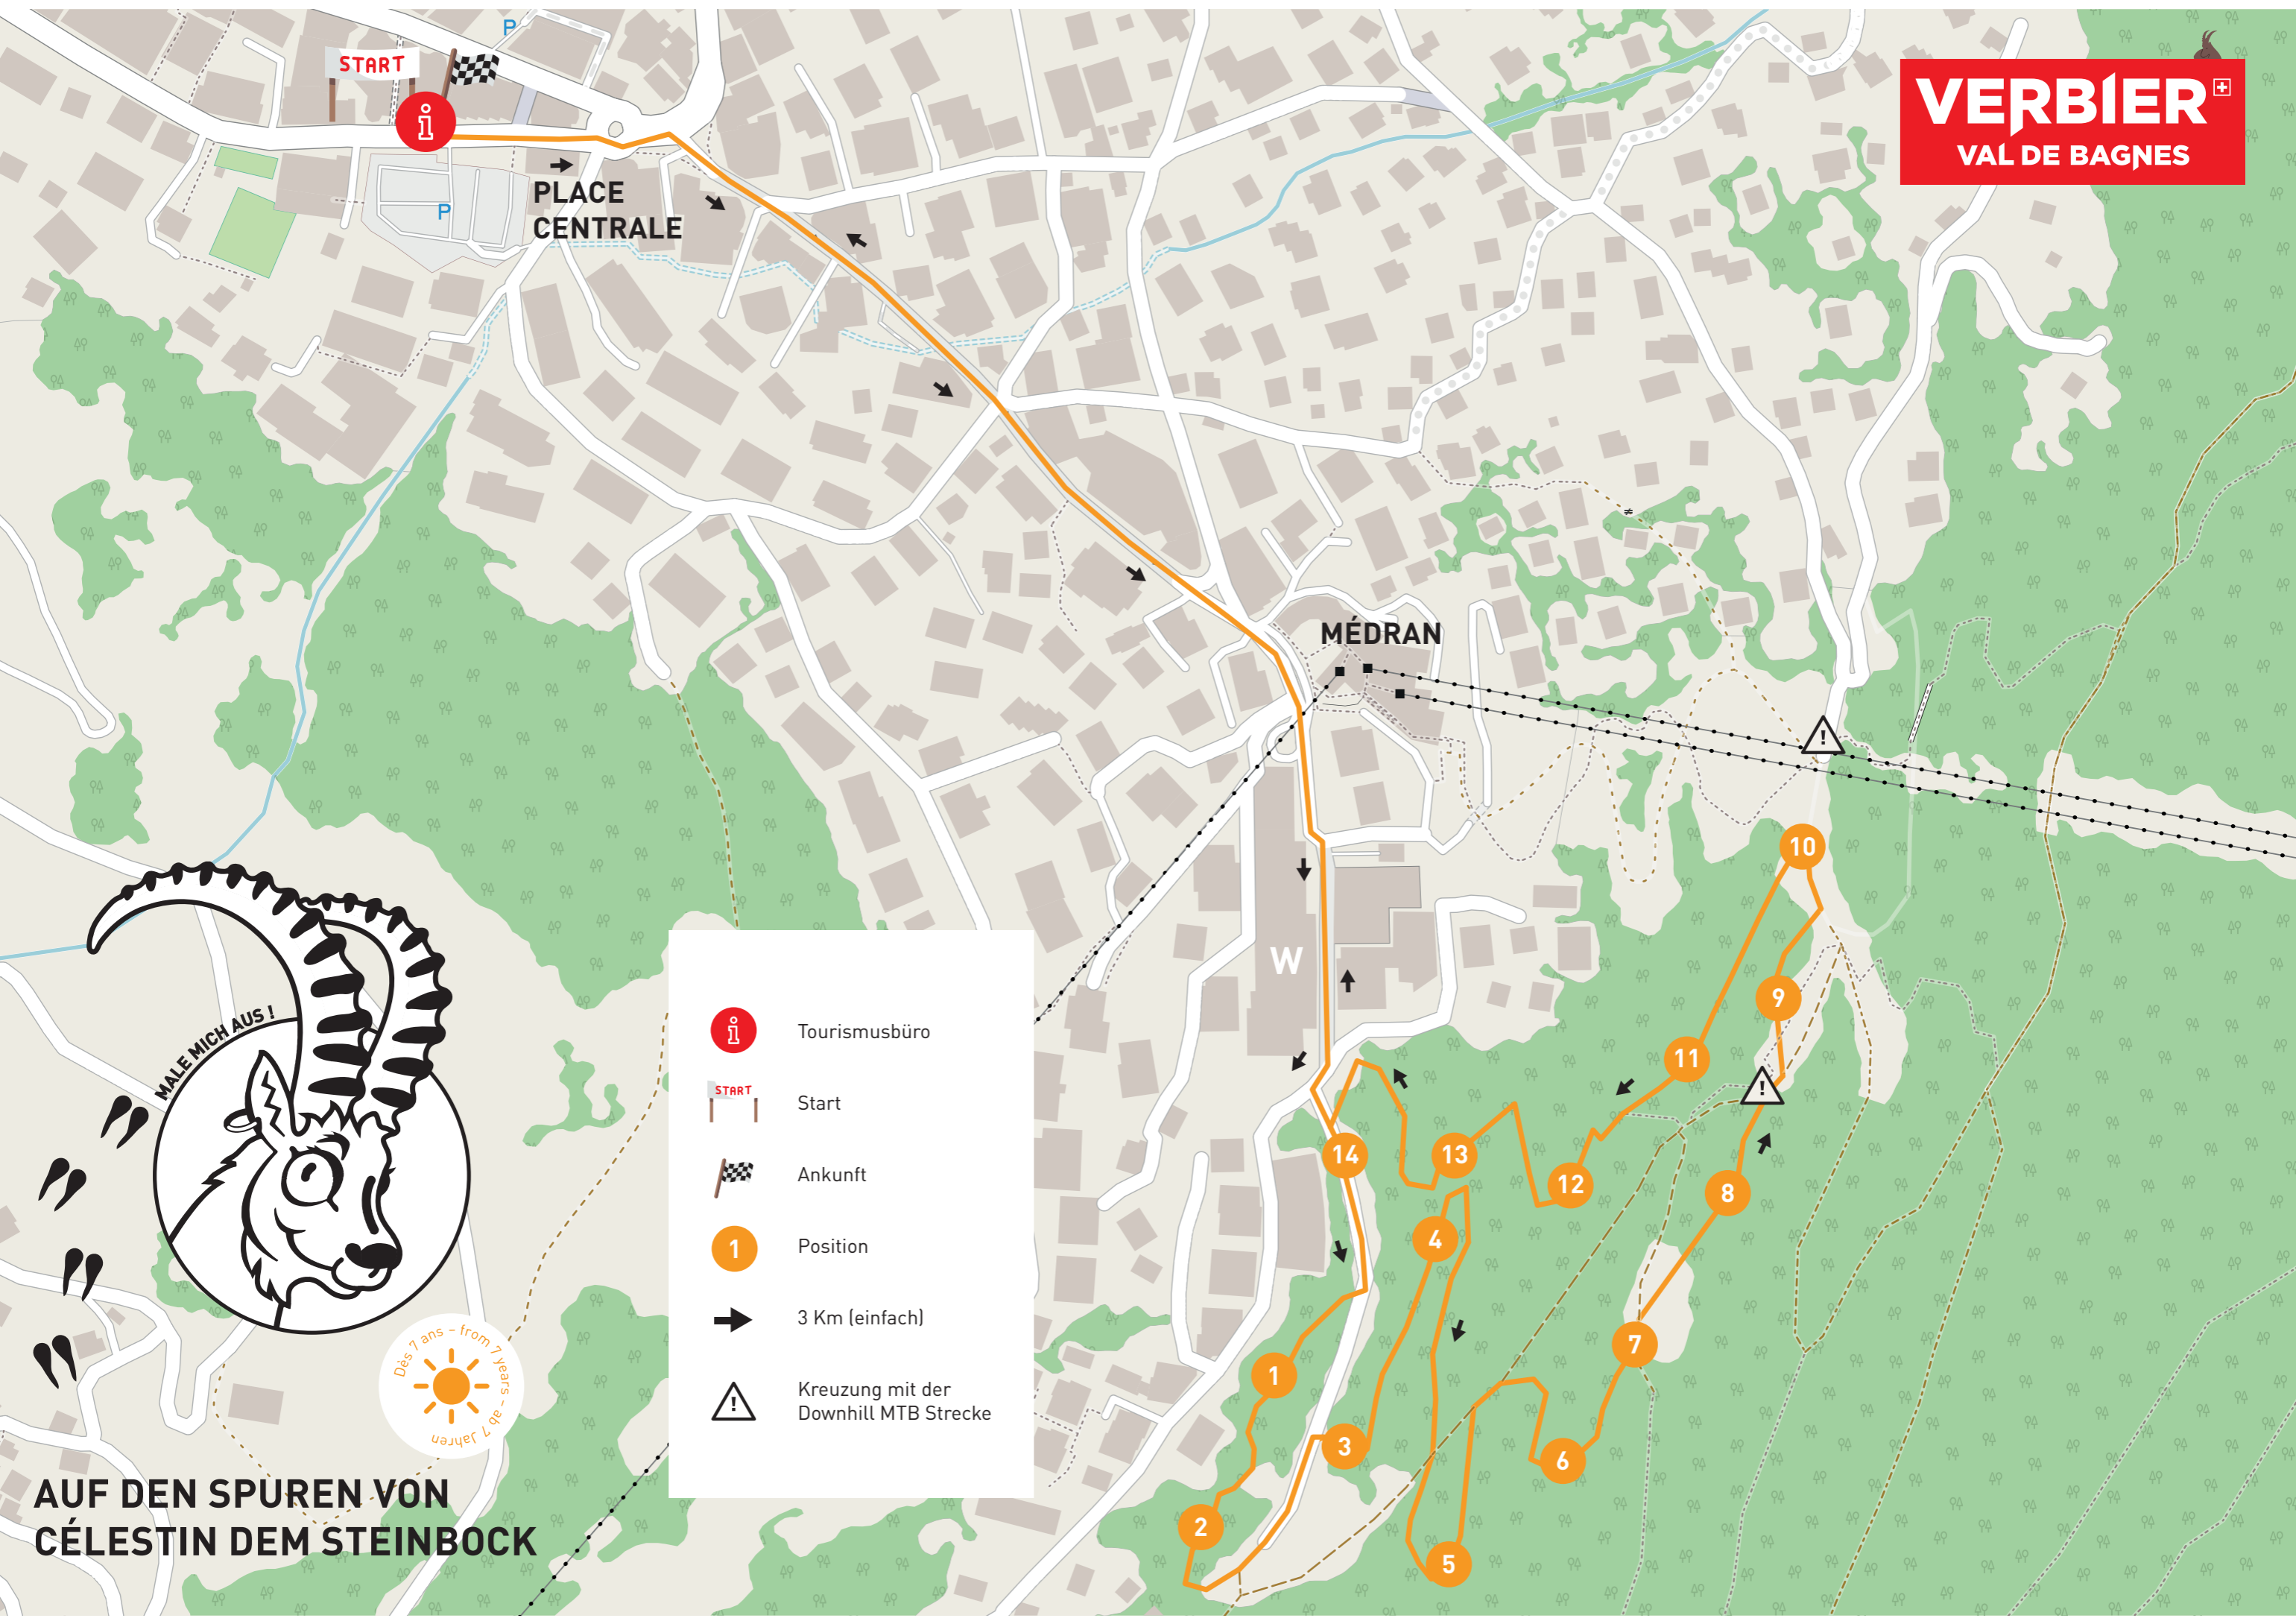 P
START
i
VERBIER
VAL DE BAGNES
PLACE
CENTRALE
P
MÉDRAN
!
10
W
9
11
!
14
13
12
8
4
7
1
3
6
2
5
MALE MICH AUS !
i
Tourismusbüro
START
Start
Ankunft
1
Position
3 Km (einfach)
!
Kreuzung mit der
Downhill MTB Strecke
Dès 7 ans – from 7 years – ab 7 Jahren
AUF DEN SPUREN VON
CÉLESTIN DEM STEINBOCK